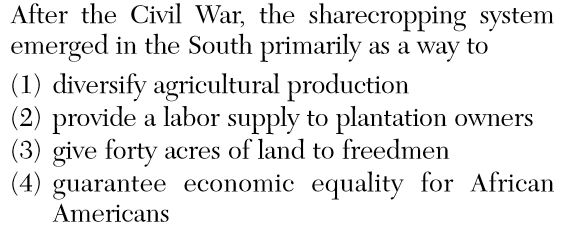 After the Civil War, the sharecropping system
emerged in the South primarily as a way to
(1) diversify agricultural production
(2) provide a labor supply to plantation owners
(3) give forty acres of land to freedmen
(4) guarantee economic equality for African
Americans